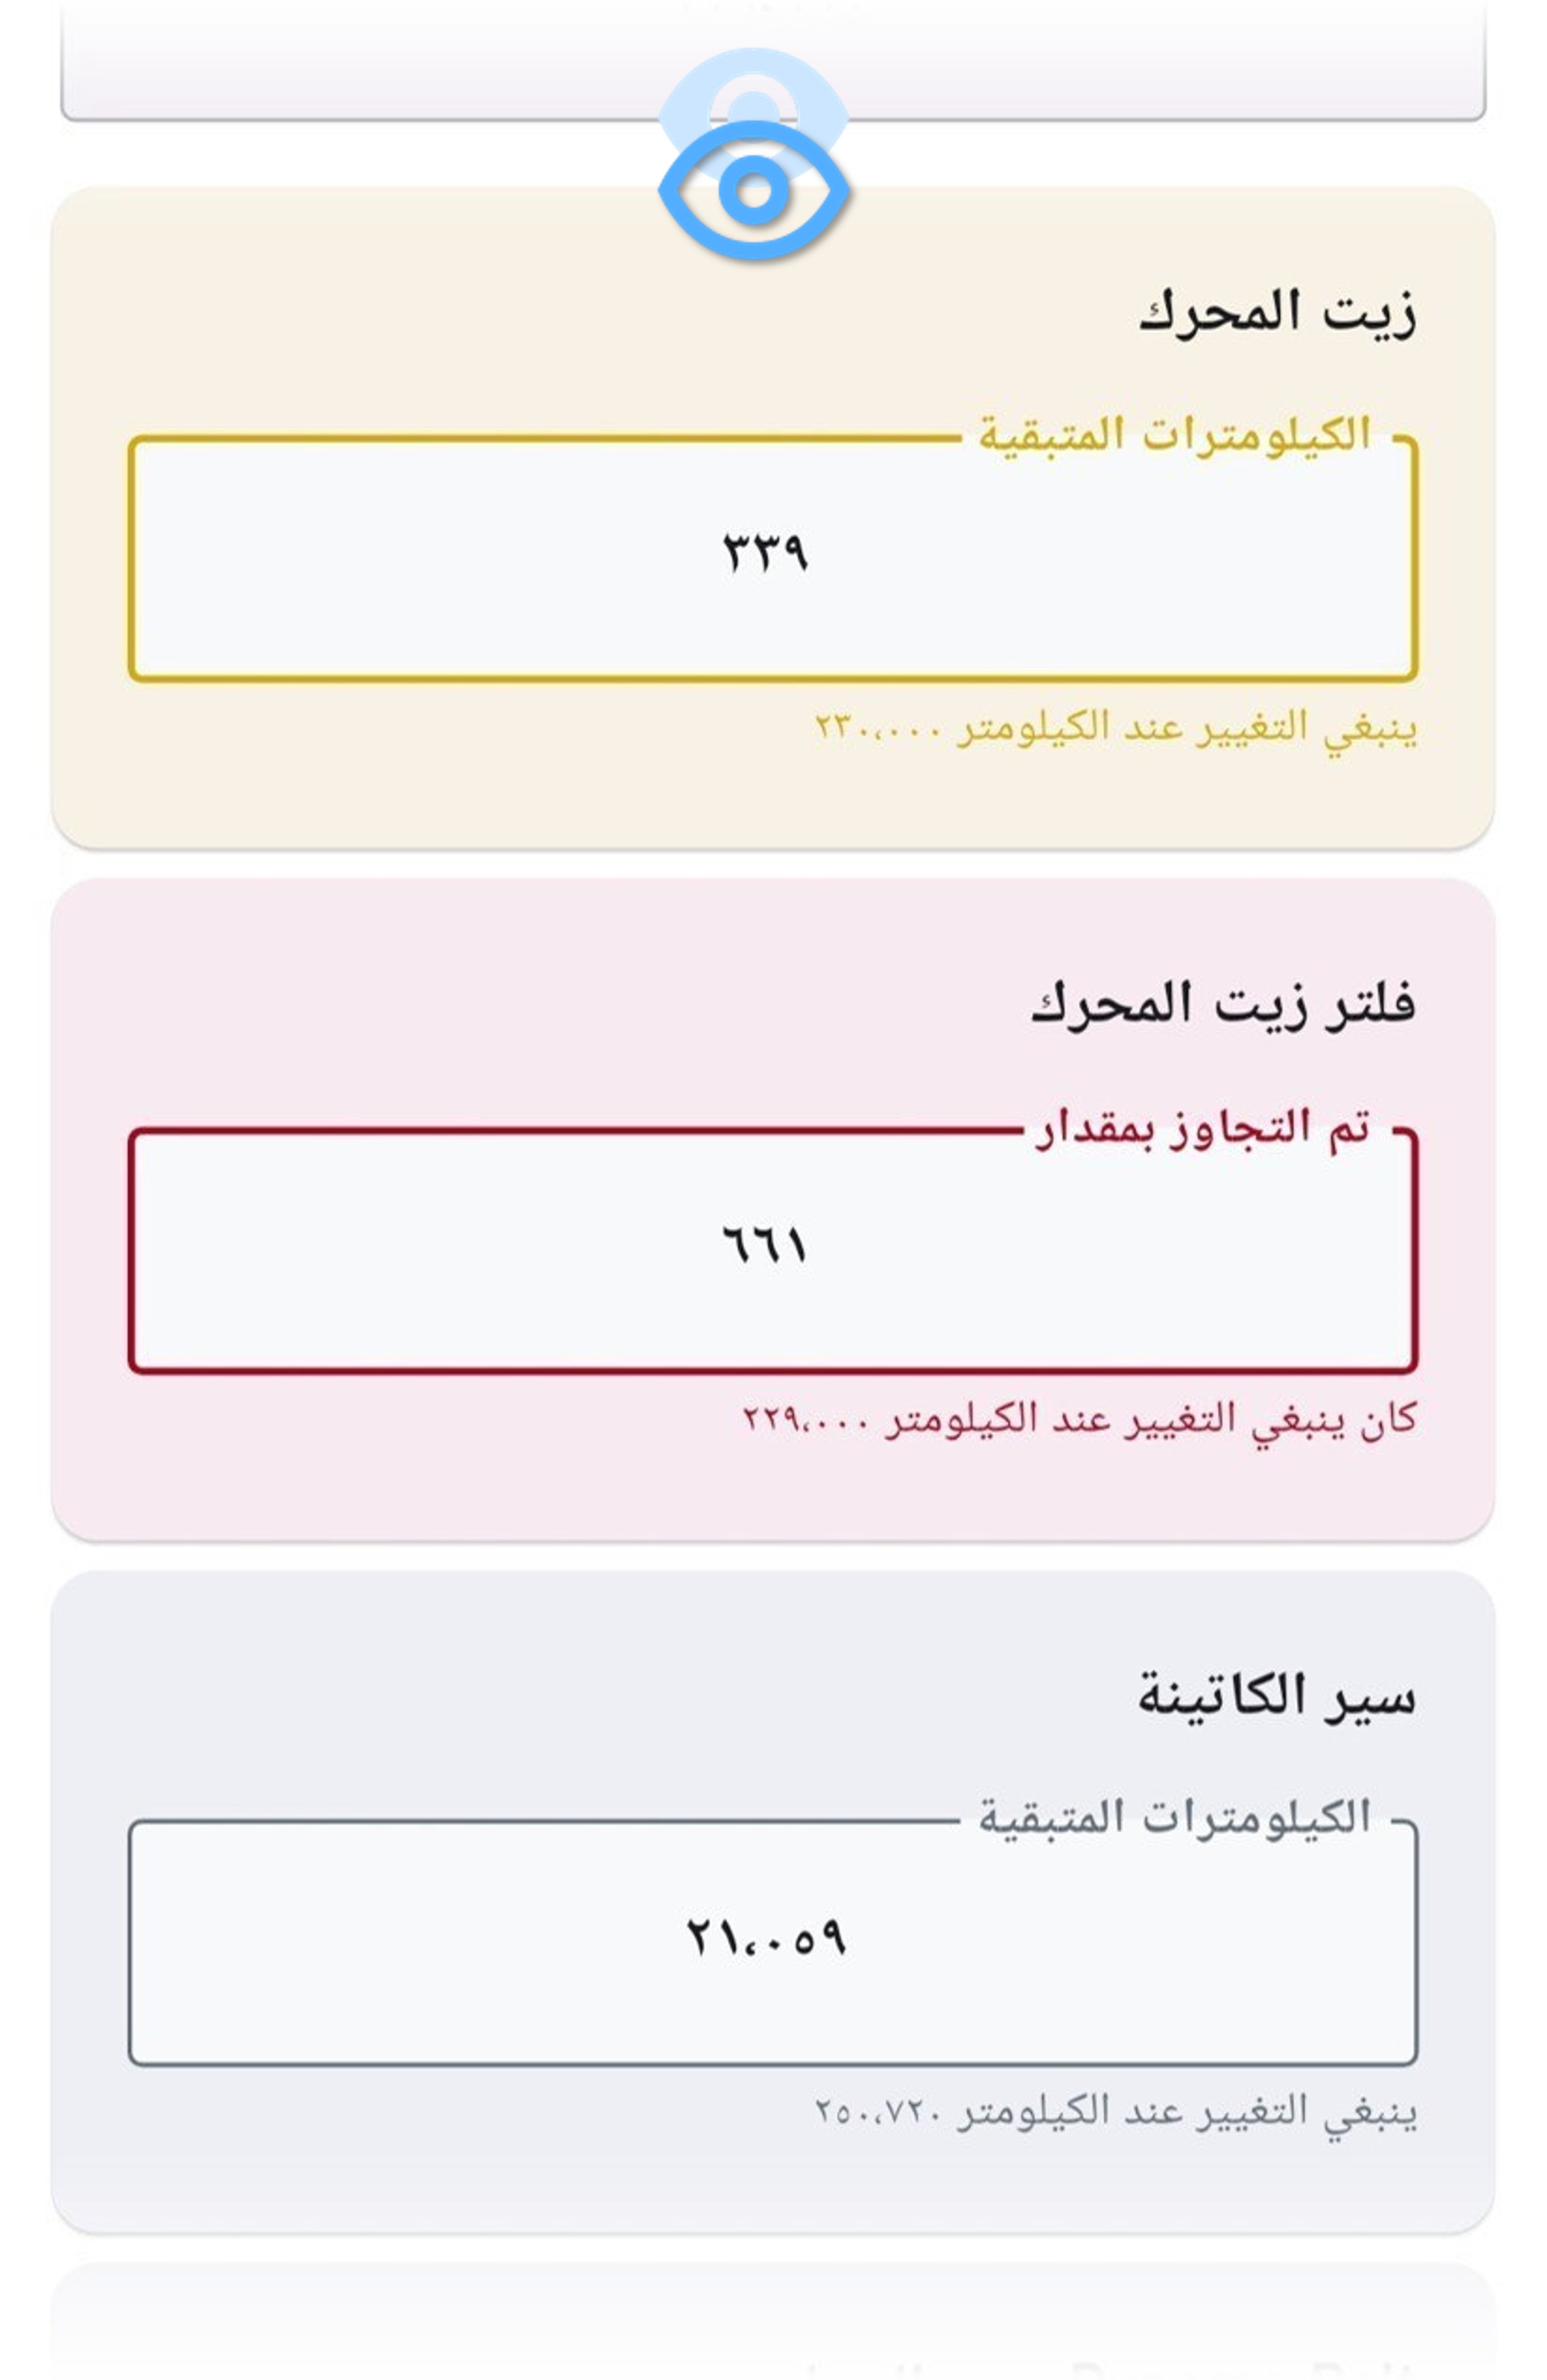 زيت المحرك
الكيلومترات المتبقية
٣٣٩
ينبغي التغيير عند الكيلومتر ٢٣٠،٠٠٠
فلتر زيت المحرك
تم التجاوز بمقدار
٦٦١
كان ينبغي التغيير عند الكيلومتر ٢٢٩،٠٠٠
سير الكاتينة
الكيلومترات المتبقية
٢١،٠٥٩
ينبغي التغيير عند الكيلومتر ٢٥٠،٧٢٠